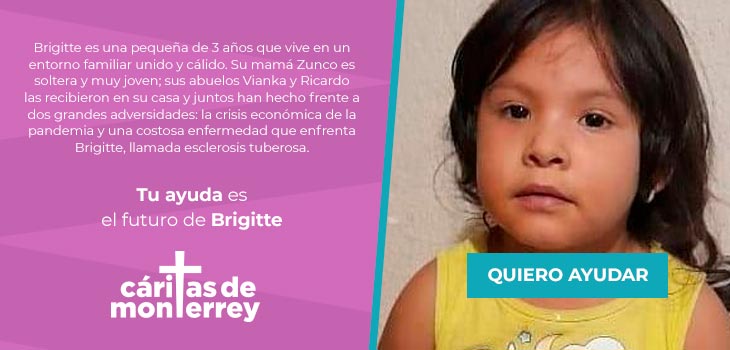 Brigitte es una pequeña de 3 años que vive en un
entorno familiar unido y cálido. Su mamá Zunco es
soltera y muy joven; sus abuelos Vianka y Ricardo
las recibieron en su casa y juntos han hecho frente a
dos grandes adversidades: la crisis económica de la
pandemia y una costosa enfermedad que enfrenta
Brigitte, llamada esclerosis tuberosa.
Tu ayuda es
el futuro de Brigitte
cáritas de
monterrey
QUIERO AYUDAR